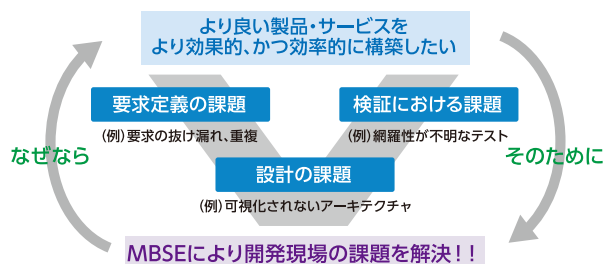 より良い製品・サービスを
より効果的、かつ効率的に構築したい
要求定義の課題
検証における課題
（例）要求の抜け漏れ、重複
（例）網羅性が不明なテスト
なぜなら
そのために
設計の課題
（例）可視化されないアーキテクチャ
MBSEにより開発現場の課題を解決！！